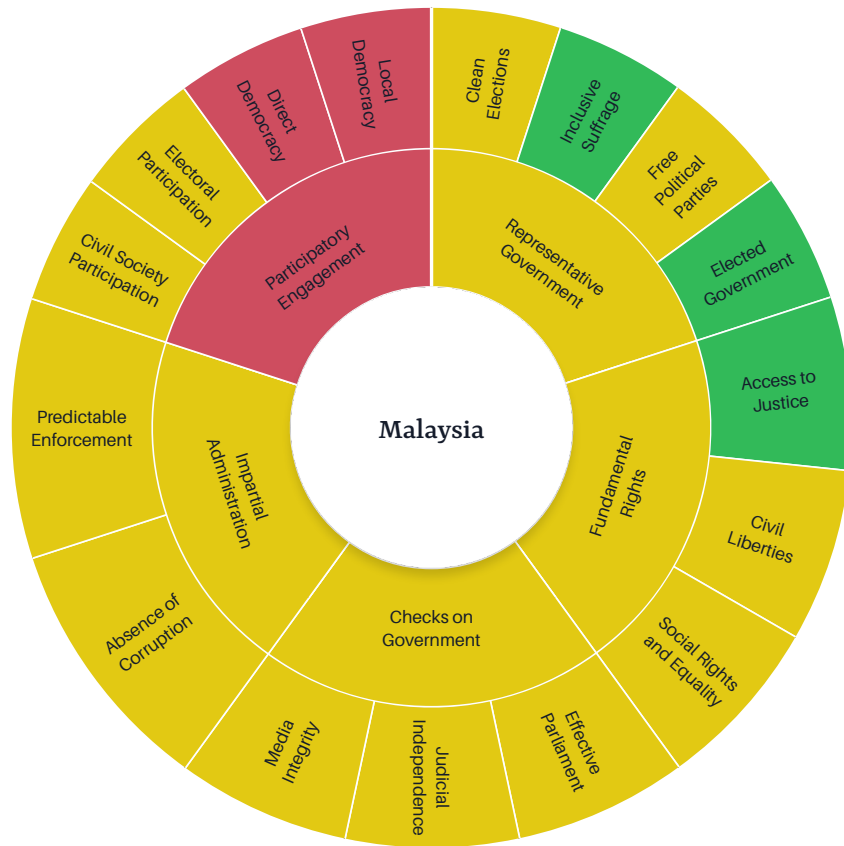 Malaysia
Representative
Government
Fundamental
Rights
Checks on
Government
Impartial
Administration
Participatory
Engagement
Clean
Elections
Inclusive
Suffrage
Free
Political
Parties
Elected
Government
Access to
Justice
Civil
Liberties
Social Rights
and Equality
Effective
Parliament
Judicial
Independence
Media
Integrity
Absence of
Corruption
Predictable
Enforcement
Civil Society
Participation
Electoral
Participation
Direct
Democracy
Local
Democracy